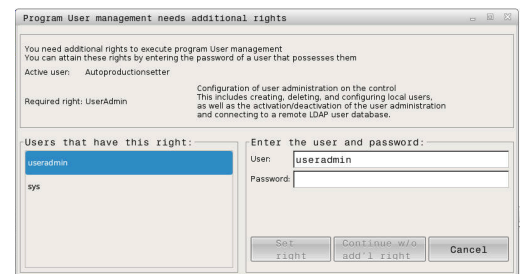 Program User management needs additional rights
You need additional rights to execute program User management
You can attain these rights by entering the password of a user that possesses them
Active user: Autoproductionsetter
Required right: UserAdmin
Configuration of user administration on the control
This includes creating, deleting, and configuring local users,
as well as the activation/deactivation of the user administration
and connecting to a remote LDAP user database.
Users that have this right:
useradmin
sys
Enter the user and password:
User: useradmin
Password:
Set
right
Continue w/o
add'l right
Cancel